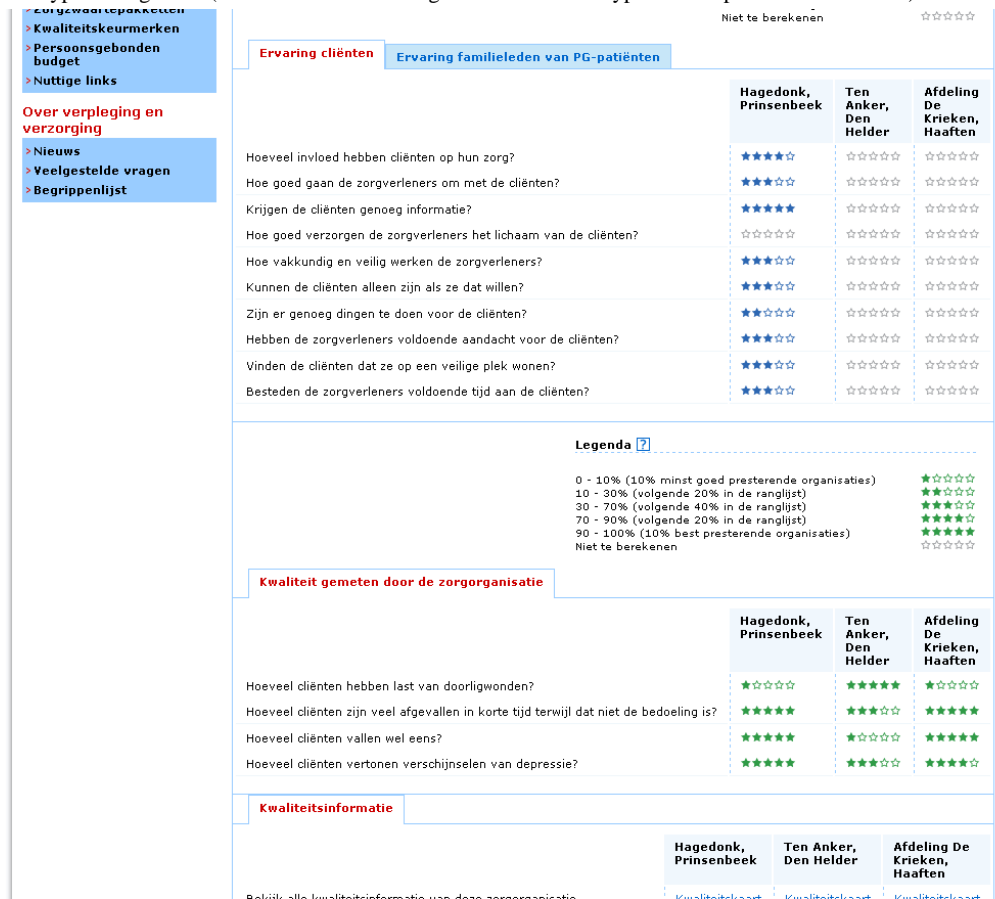 Zorgzwaartepakketten
Kwaliteitskeurmerken
Persoonsgebonden
budget
Nuttige links
Over verpleging en
verzorging
Nieuws
Veelgestelde vragen
Begrippenlijst
Niet te berekenen
Ervaring cliënten
Ervaring familieleden van PG-patiënten
Hagedonk,
Prinsenbeek
Ten
Anker,
Den
Helder
Afdeling
De
Krieken,
Haaften
Hoeveel invloed hebben cliënten op hun zorg?
Hoe goed gaan de zorgverleners om met de cliënten?
Krijgen de cliënten genoeg informatie?
Hoe goed verzorgen de zorgverleners het lichaam van de cliënten?
Hoe vakkundig en veilig werken de zorgverleners?
Kunnen de cliënten alleen zijn als ze dat willen?
Zijn er genoeg dingen te doen voor de cliënten?
Hebben de zorgverleners voldoende aandacht voor de cliënten?
Vinden de cliënten dat ze op een veilige plek wonen?
Besteden de zorgverleners voldoende tijd aan de cliënten?
Legenda ?
0 - 10% (10% minst goed presterende organisaties)
10 - 30% (volgende 20% in de ranglijst)
30 - 70% (volgende 40% in de ranglijst)
70 - 90% (volgende 20% in de ranglijst)
90 - 100% (10% best presterende organisaties)
Niet te berekenen
Kwaliteit gemeten door de zorgorganisatie
Hagedonk,
Prinsenbeek
Ten
Anker,
Den
Helder
Afdeling
De
Krieken,
Haaften
Hoeveel cliënten hebben last van doorligwonden?
Hoeveel cliënten zijn veel afgevallen in korte tijd terwijl dat niet de bedoeling is?
Hoeveel cliënten vallen wel eens?
Hoeveel cliënten vertonen verschijnselen van depressie?
Kwaliteitsinformatie
Hagedonk,
Prinsenbeek
Ten Anker,
Den Helder
Afdeling De
Krieken,
Haaften
Bekijk alle kwaliteitsinformatie van deze zorgorganisatie
Kwaliteitskaart Kwaliteitskaart Kwaliteitskaart